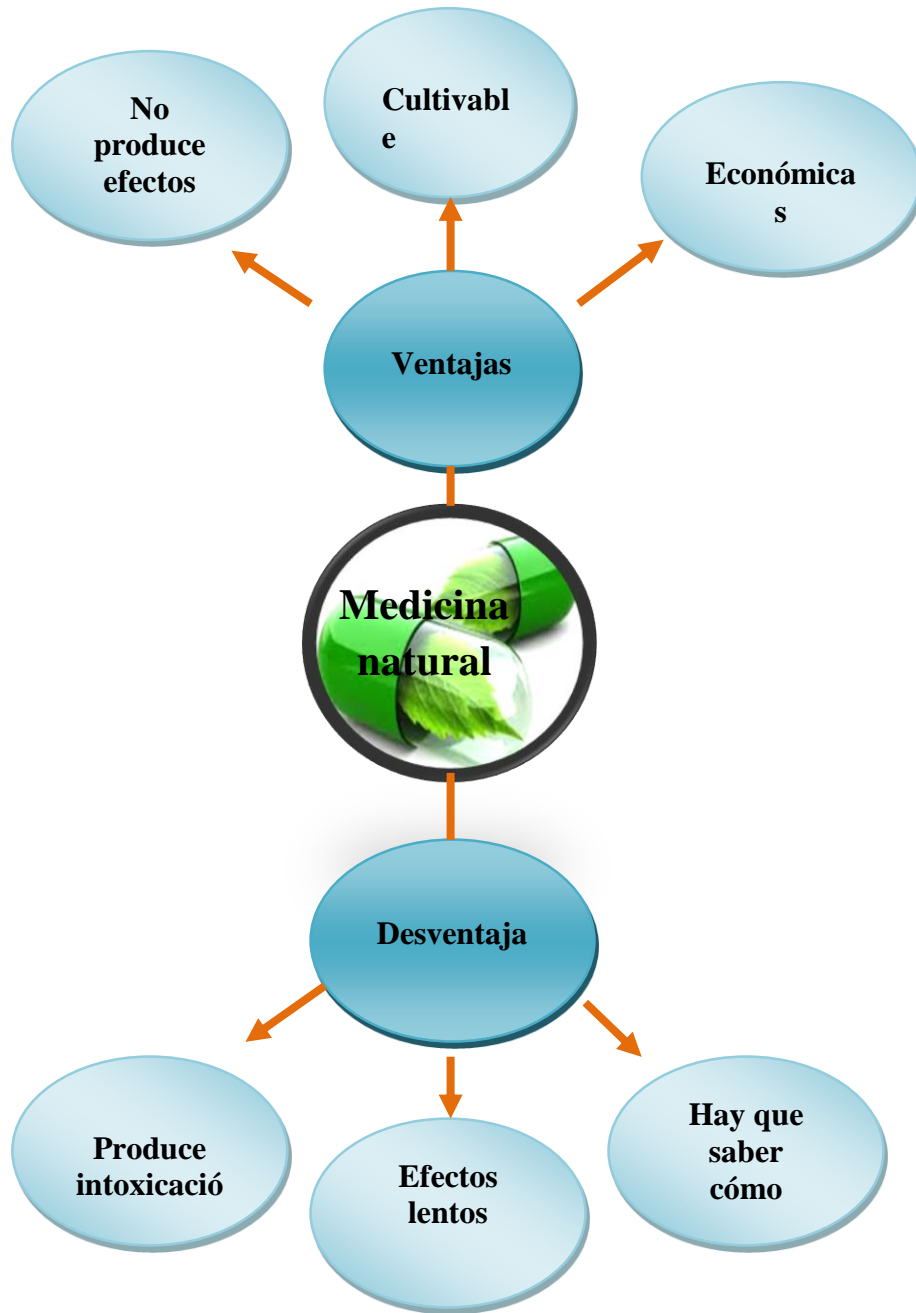 No
produce
efectos
Cultivabl
e
Económica
s
Ventajas
Medicina
natural
Desventaja
Produce
intoxicació
Efectos
lentos
Hay que
saber
cómo